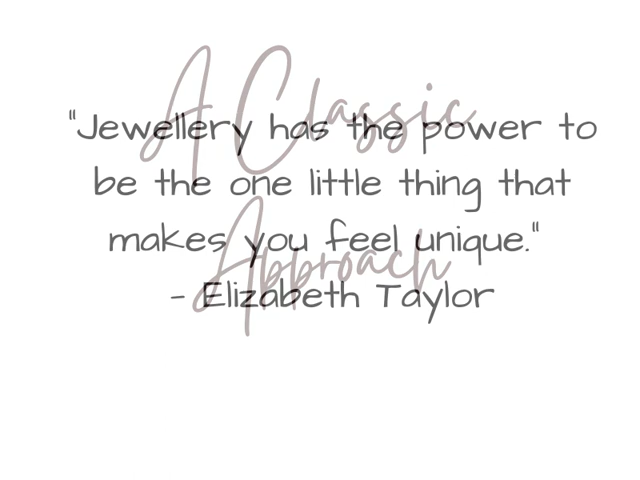 A Classic
"Jewellery has the power to
be the one little thing that
makes you feel unique."
Approach
- Elizabeth Taylor